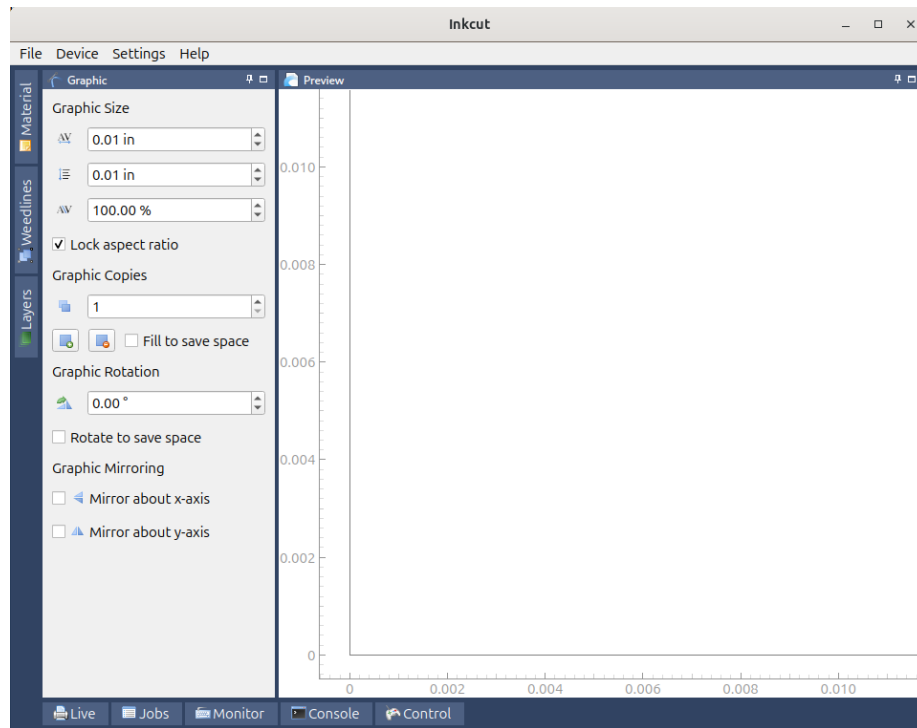 Inkcut
File Device Settings Help
Material
Weedlines
Layers
Graphic
Graphic Size
0.01 in
0.01 in
100.00 %
Lock aspect ratio
Graphic Copies
1
Fill to save space
Graphic Rotation
0.00 °
Rotate to save space
Graphic Mirroring
Mirror about x-axis
Mirror about y-axis
Preview
0.010
0.008
0.006
0.004
0.002
0
0 0.002 0.004 0.006 0.008 0.010
Live Jobs Monitor Console Control